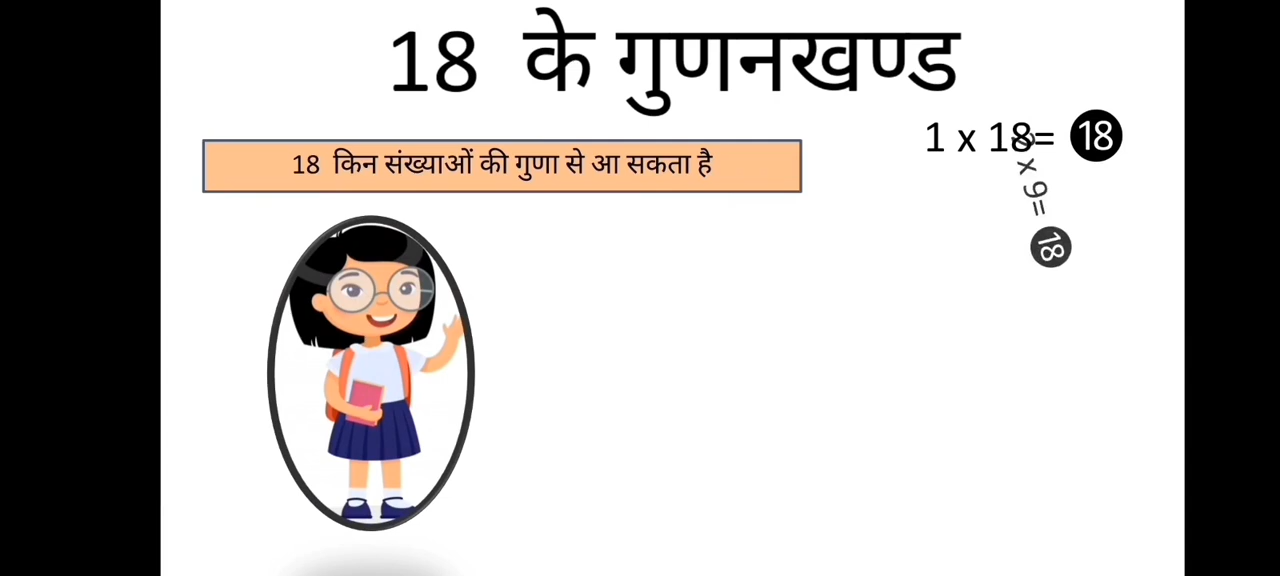 18 के गुणनखण्ड
18 किन संख्याओं की गुणा से आ सकता है
1 x 18= 18
x 9= 18